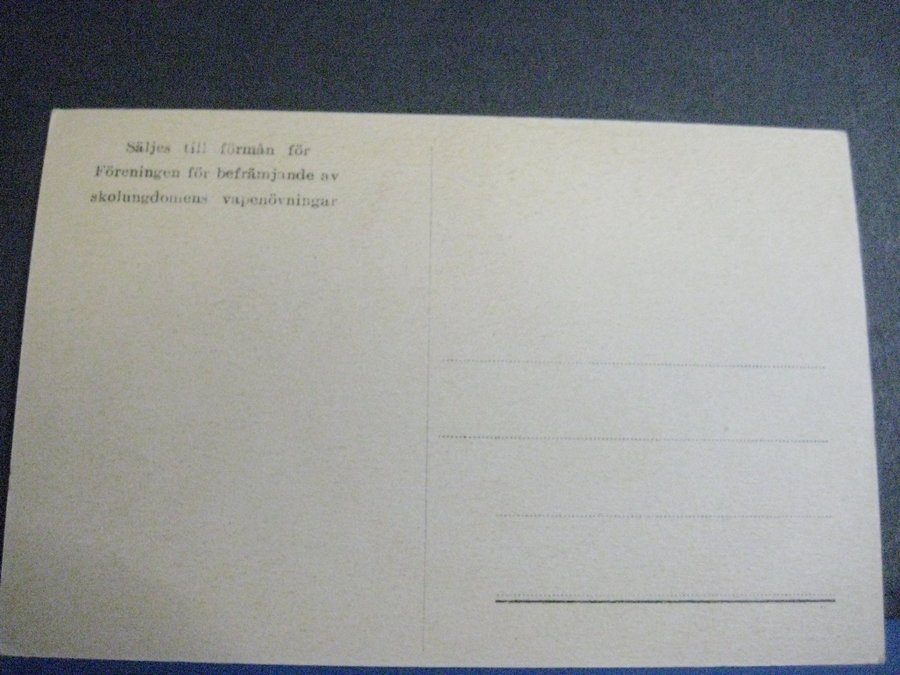 Säljes till förmån för
Föreningen för befrämjande av
skolungdomens vapenövningar